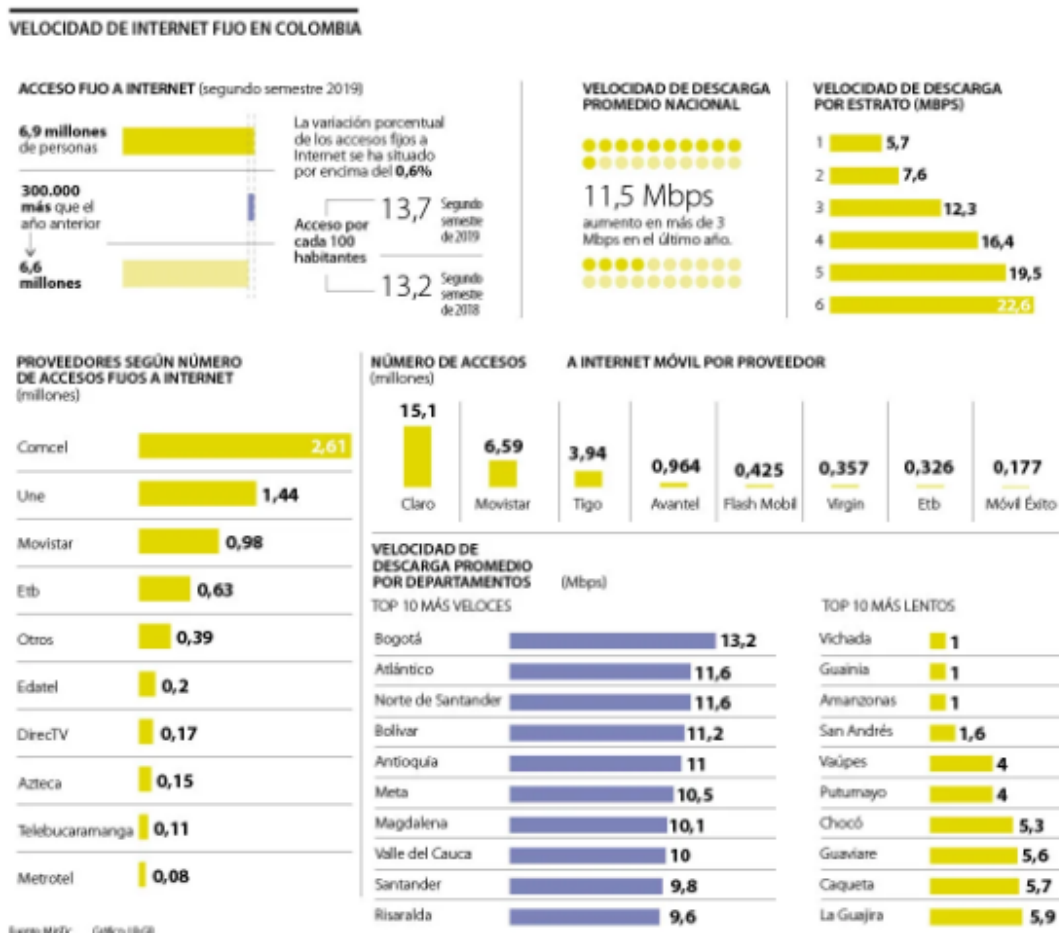 VELOCIDAD DE INTERNET FIJO EN COLOMBIA
ACCESO FIJO A INTERNET (segundo semestre 2019)
6,9 millones
de personas
300.000
más que el
año anterior
6,6
millones
La variación porcentual
de los accesos fijos a
Internet se ha situado
por encima del 0,6%
Acceso por
cada 100
habitantes
13,7 Segundo
semestre
de 2019
13,2 Segundo
semestre
de 2018
VELOCIDAD DE DESCARGA
PROMEDIO NACIONAL
11,5 Mbps
aumento en más de 3
Mbps en el último año.
VELOCIDAD DE DESCARGA
POR ESTRATO (MBPS)
1 5,7
2 7,6
3 12,3
4 16,4
5 19,5
6 22,6
PROVEEDORES SEGÚN NÚMERO
DE ACCESOS FIJOS A INTERNET
(millones)
Comcel 2,61
Une 1,44
Movistar 0,98
Etb 0,63
Otros 0,39
Edatel 0,2
DirecTV 0,17
Azteca 0,15
Telebucaramanga 0,11
Metrotel 0,08
NÚMERO DE ACCESOS A INTERNET MÓVIL POR PROVEEDOR
(millones)
15,1 6,59 3,94 0,964 0,425 0,357 0,326 0,177
Claro Movistar Tigo Avantel Flash Mobil Virgin Etb Móvil Éxito
VELOCIDAD DE
DESCARGA PROMEDIO
POR DEPARTAMENTOS (Mbps)
TOP 10 MÁS VELOCES
Bogotá 13,2
Atlántico 11,6
Norte de Santander 11,6
Bolívar 11,2
Antioquía 11
Meta 10,5
Magdalena 10,1
Valle del Cauca 10
Santander 9,8
Risaralda 9,6
TOP 10 MÁS LENTOS
Vichada 1
Guainia 1
Amanzonas 1
San Andrés 1,6
Vaúpes 4
Putumayo 4
Chocó 5,3
Guaviare 5,6
Caqueta 5,7
La Guajira 5,9
Fuente: MinTic Gráfico: LR-GR